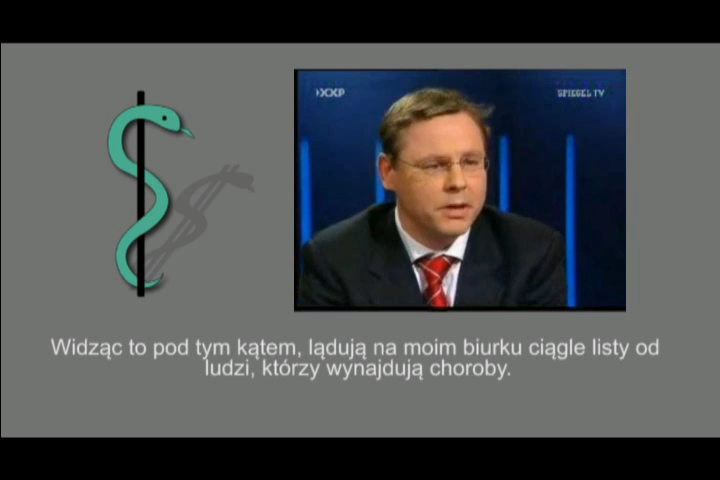 XXP
SPIEGEL TV
Widząc to pod tym kątem, lądują na moim biurku ciągle listy od
ludzi, którzy wynajdują choroby.